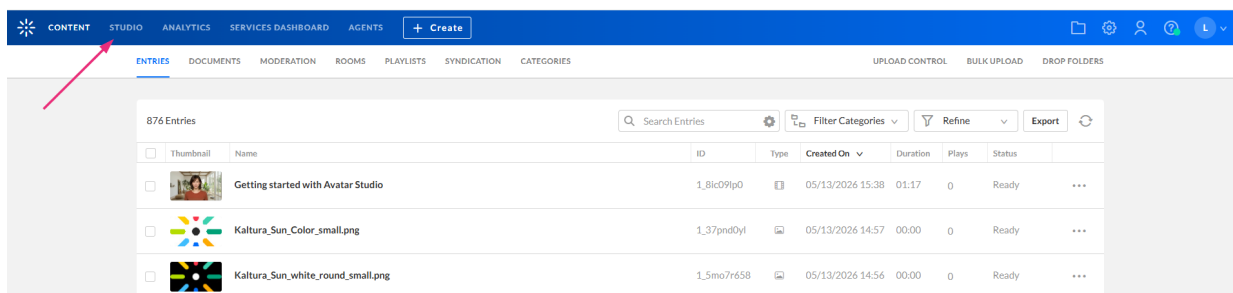 CONTENT STUDIO ANALYTICS SERVICES DASHBOARD AGENTS + Create L
ENTRIES DOCUMENTS MODERATION ROOMS PLAYLISTS SYNDICATION CATEGORIES UPLOAD CONTROL BULK UPLOAD DROP FOLDERS
876 Entries Search Entries Filter Categories Refine Export
Thumbnail Name ID Type Created On Duration Plays Status
Getting started with Avatar Studio 1_8ic09lp0 05/13/2026 15:38 01:17 0 Ready
Kaltura_Sun_Color_small.png 1_37pnd0yl 05/13/2026 14:57 00:00 0 Ready
Kaltura_Sun_white_round_small.png 1_5mo7r658 05/13/2026 14:56 00:00 0 Ready